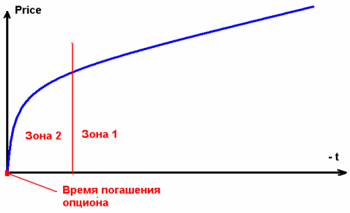 Price
Зона 2
Зона 1
- t
Время погашения
опциона